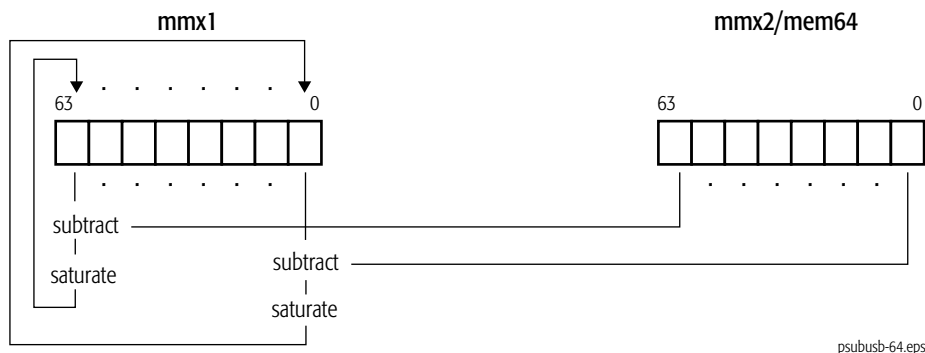 mmx1 mmx2/mem64
. . . . . .
63 0 63 0
. . . . . . . . . . . .
subtract
saturate subtract
saturate
psubusb-64.eps